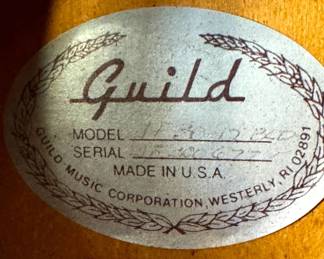 Guild
MODEL
SERIAL
MADE IN U.S.A.
GUILD MUSIC CORPORATION, WESTERLY, RI 02891